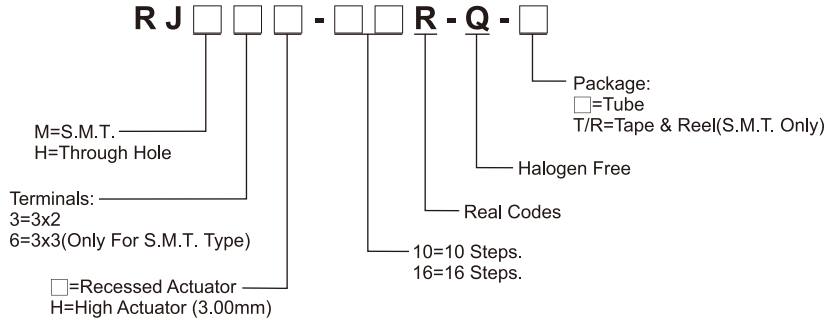 RJ□□□-□□R-Q-□
Package:
□=Tube
T/R=Tape & Reel(S.M.T. Only)
M=S.M.T.
H=Through Hole
Halogen Free
Terminals:
3=3x2
6=3x3(Only For S.M.T. Type)
Real Codes
10=10 Steps.
16=16 Steps.
□=Recessed Actuator
H=High Actuator (3.00mm)